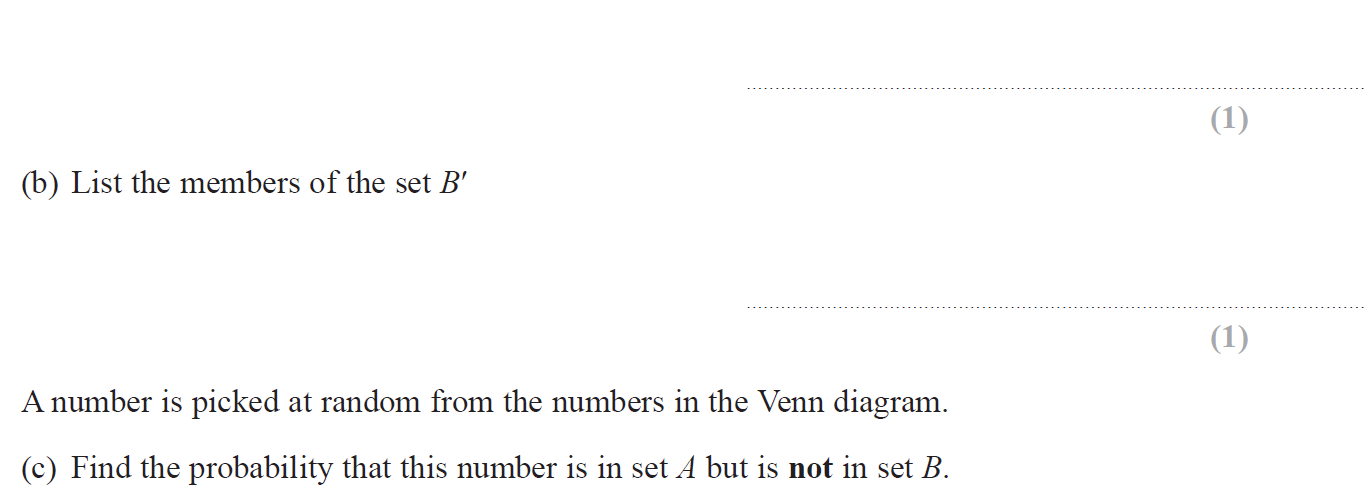 (1)
(b) List the members of the set B′
(1)
A number is picked at random from the numbers in the Venn diagram.
(c) Find the probability that this number is in set A but is not in set B.